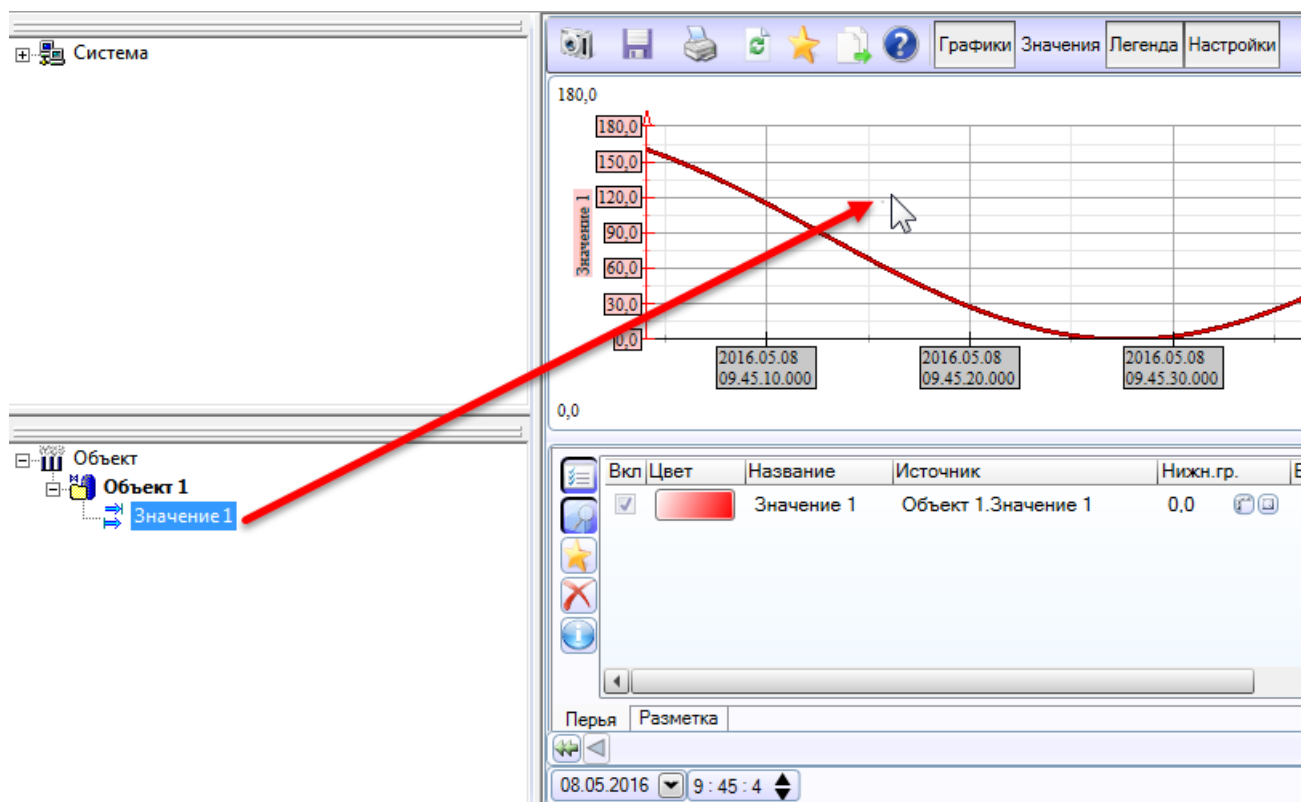 Система
Графики Значения Легенда Настройки
180,0
180,0
150,0
120,0
90,0
60,0
30,0
0,0
Значение 1
2016.05.08
09.45.10.000
2016.05.08
09.45.20.000
2016.05.08
09.45.30.000
0,0
Объект
Объект 1
Значение 1
Вкл Цвет Название Источник Нижн.гр.
Значение 1 Объект 1.Значение 1 0,0
Перья Разметка
08.05.2016 9 : 45 : 4